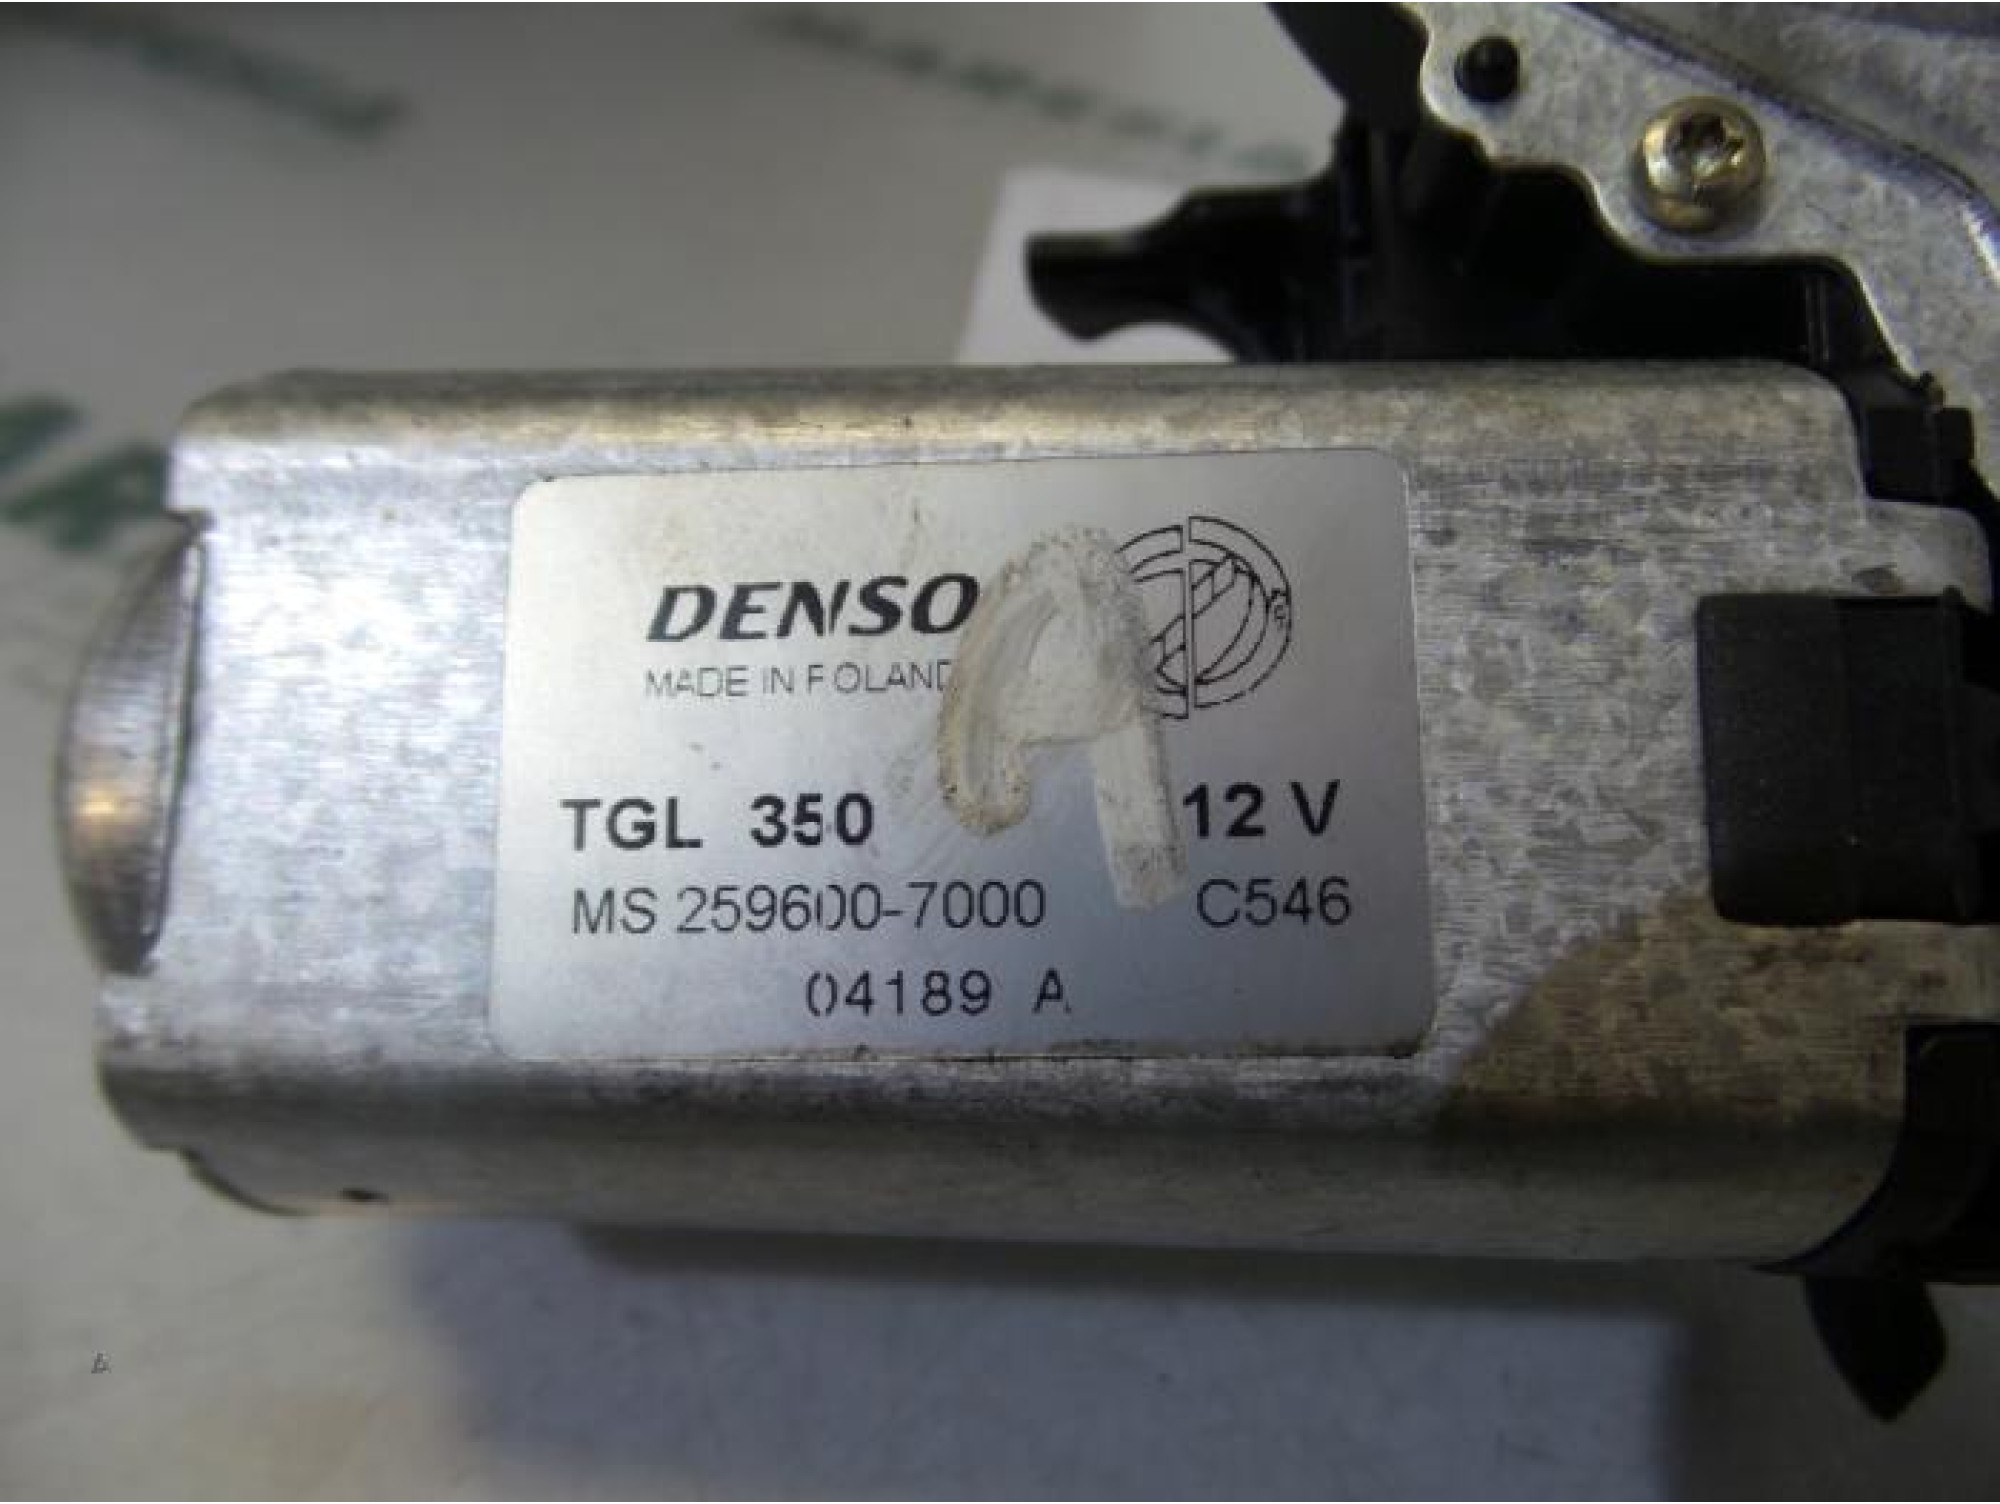 DENSO
MADE IN POLAND
TGL 350 12 V
MS 259600-7000 C546
04189 A